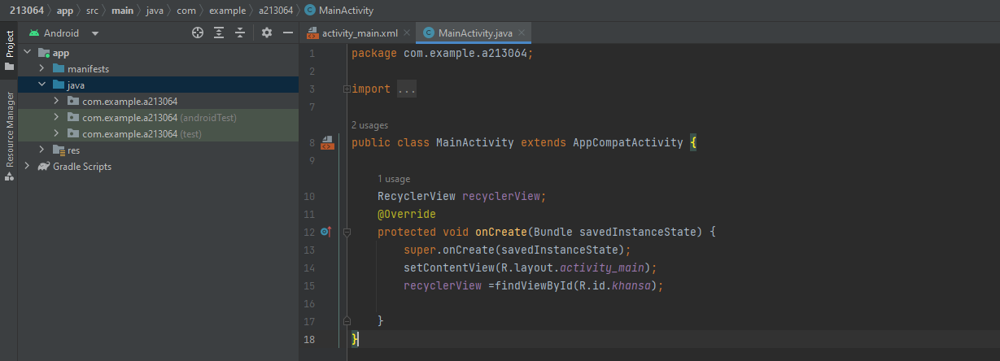 213064 〉 app 〉 src 〉 main 〉 java 〉 com 〉 example 〉 a213064 〉 MainActivity
Project
Resource Manager
Android
app
manifests
java
com.example.a213064
com.example.a213064 (androidTest)
com.example.a213064 (test)
res
Gradle Scripts
activity_main.xml
MainActivity.java
1 package com.example.a213064;
2
3 import ...
7
2 usages
8 public class MainActivity extends AppCompatActivity {
9
1 usage
10 RecyclerView recyclerView;
11 @Override
12 protected void onCreate(Bundle savedInstanceState) {
13 super.onCreate(savedInstanceState);
14 setContentView(R.layout.activity_main);
15 recyclerView =findViewById(R.id.khansa);
16
17 }
18 }